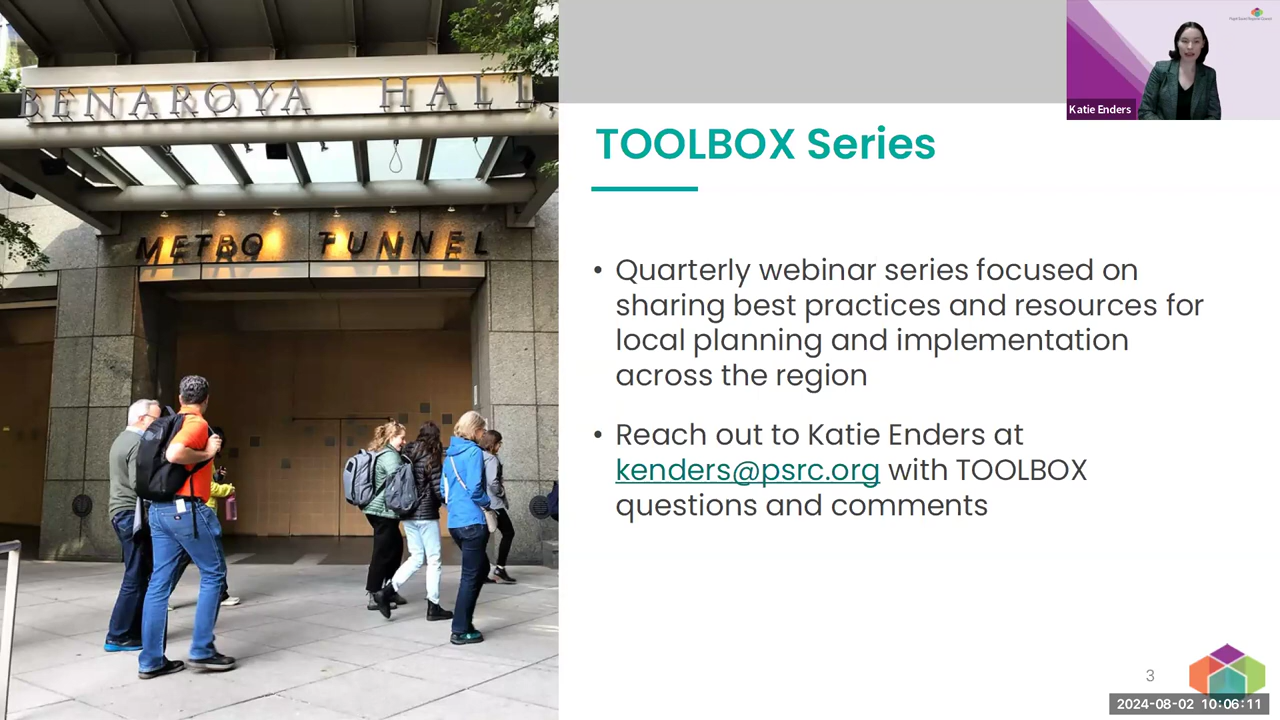 BENAROYA HALL
METRO TUNNEL
Katie Enders
TOOLBOX Series
• Quarterly webinar series focused on
sharing best practices and resources for
local planning and implementation
across the region
• Reach out to Katie Enders at
kenders@psrc.org with TOOLBOX
questions and comments
3
2024-08-02 10:06:11